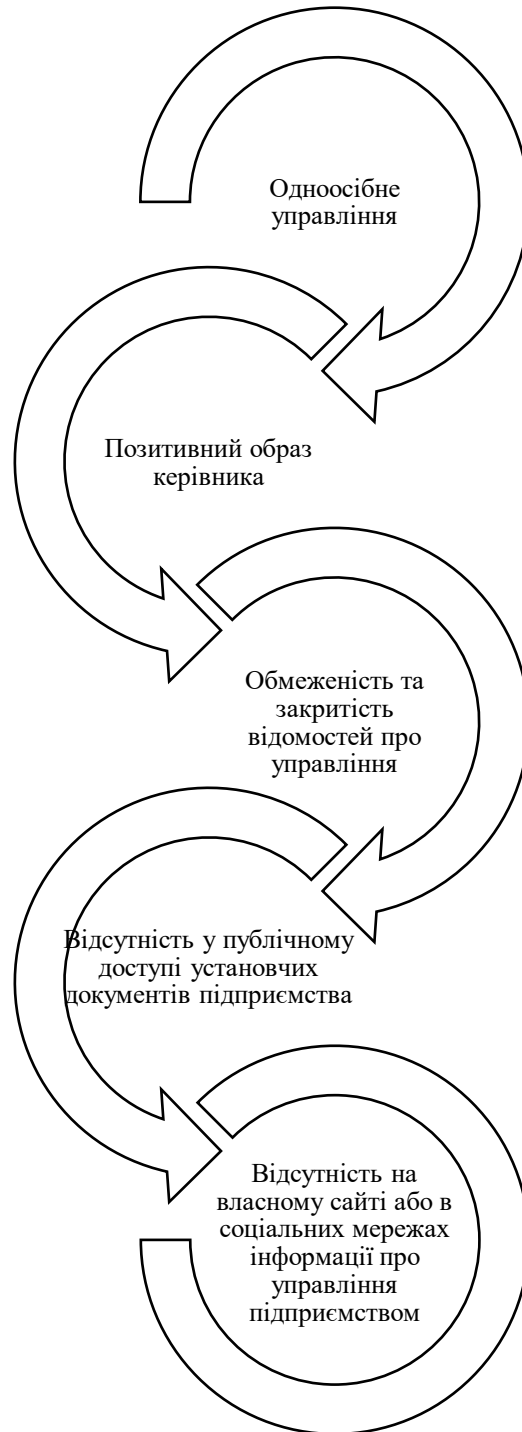 Одноосібне
управління
Позитивний образ
керівника
Обмеженість та
закритість
відомостей про
управління
Відсутність у публічному
доступі установчих
документів підприємства
Відсутність на
власному сайті або в
соціальних мережах
інформації про
управління
підприємством